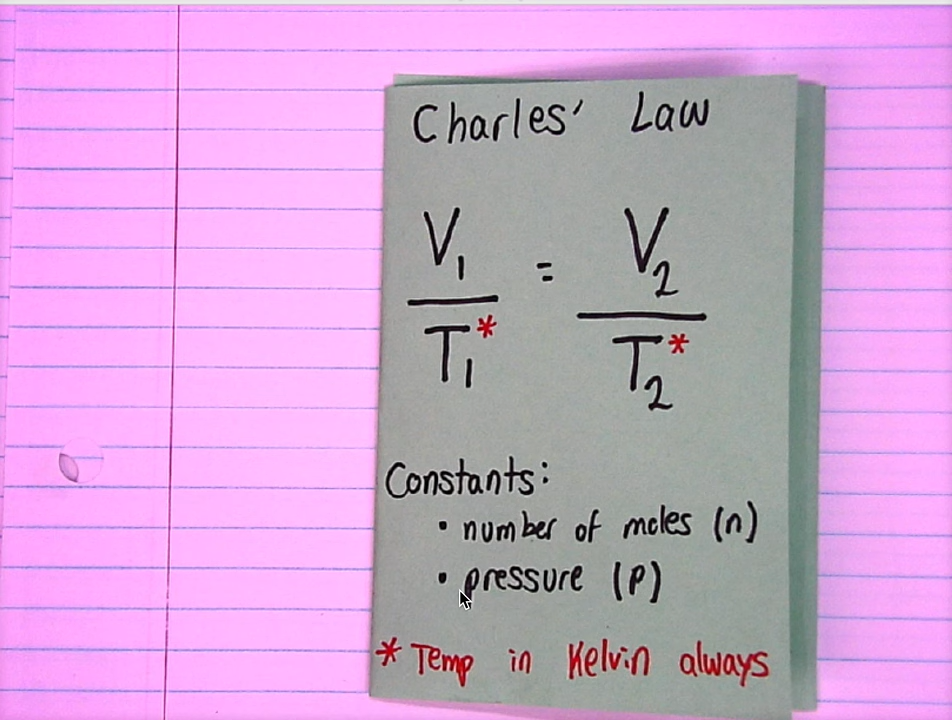 Charles' Law
V₁ / T₁* = V₂ / T₂*
Constants:
• number of moles (n)
• pressure (P)
* Temp in Kelvin always